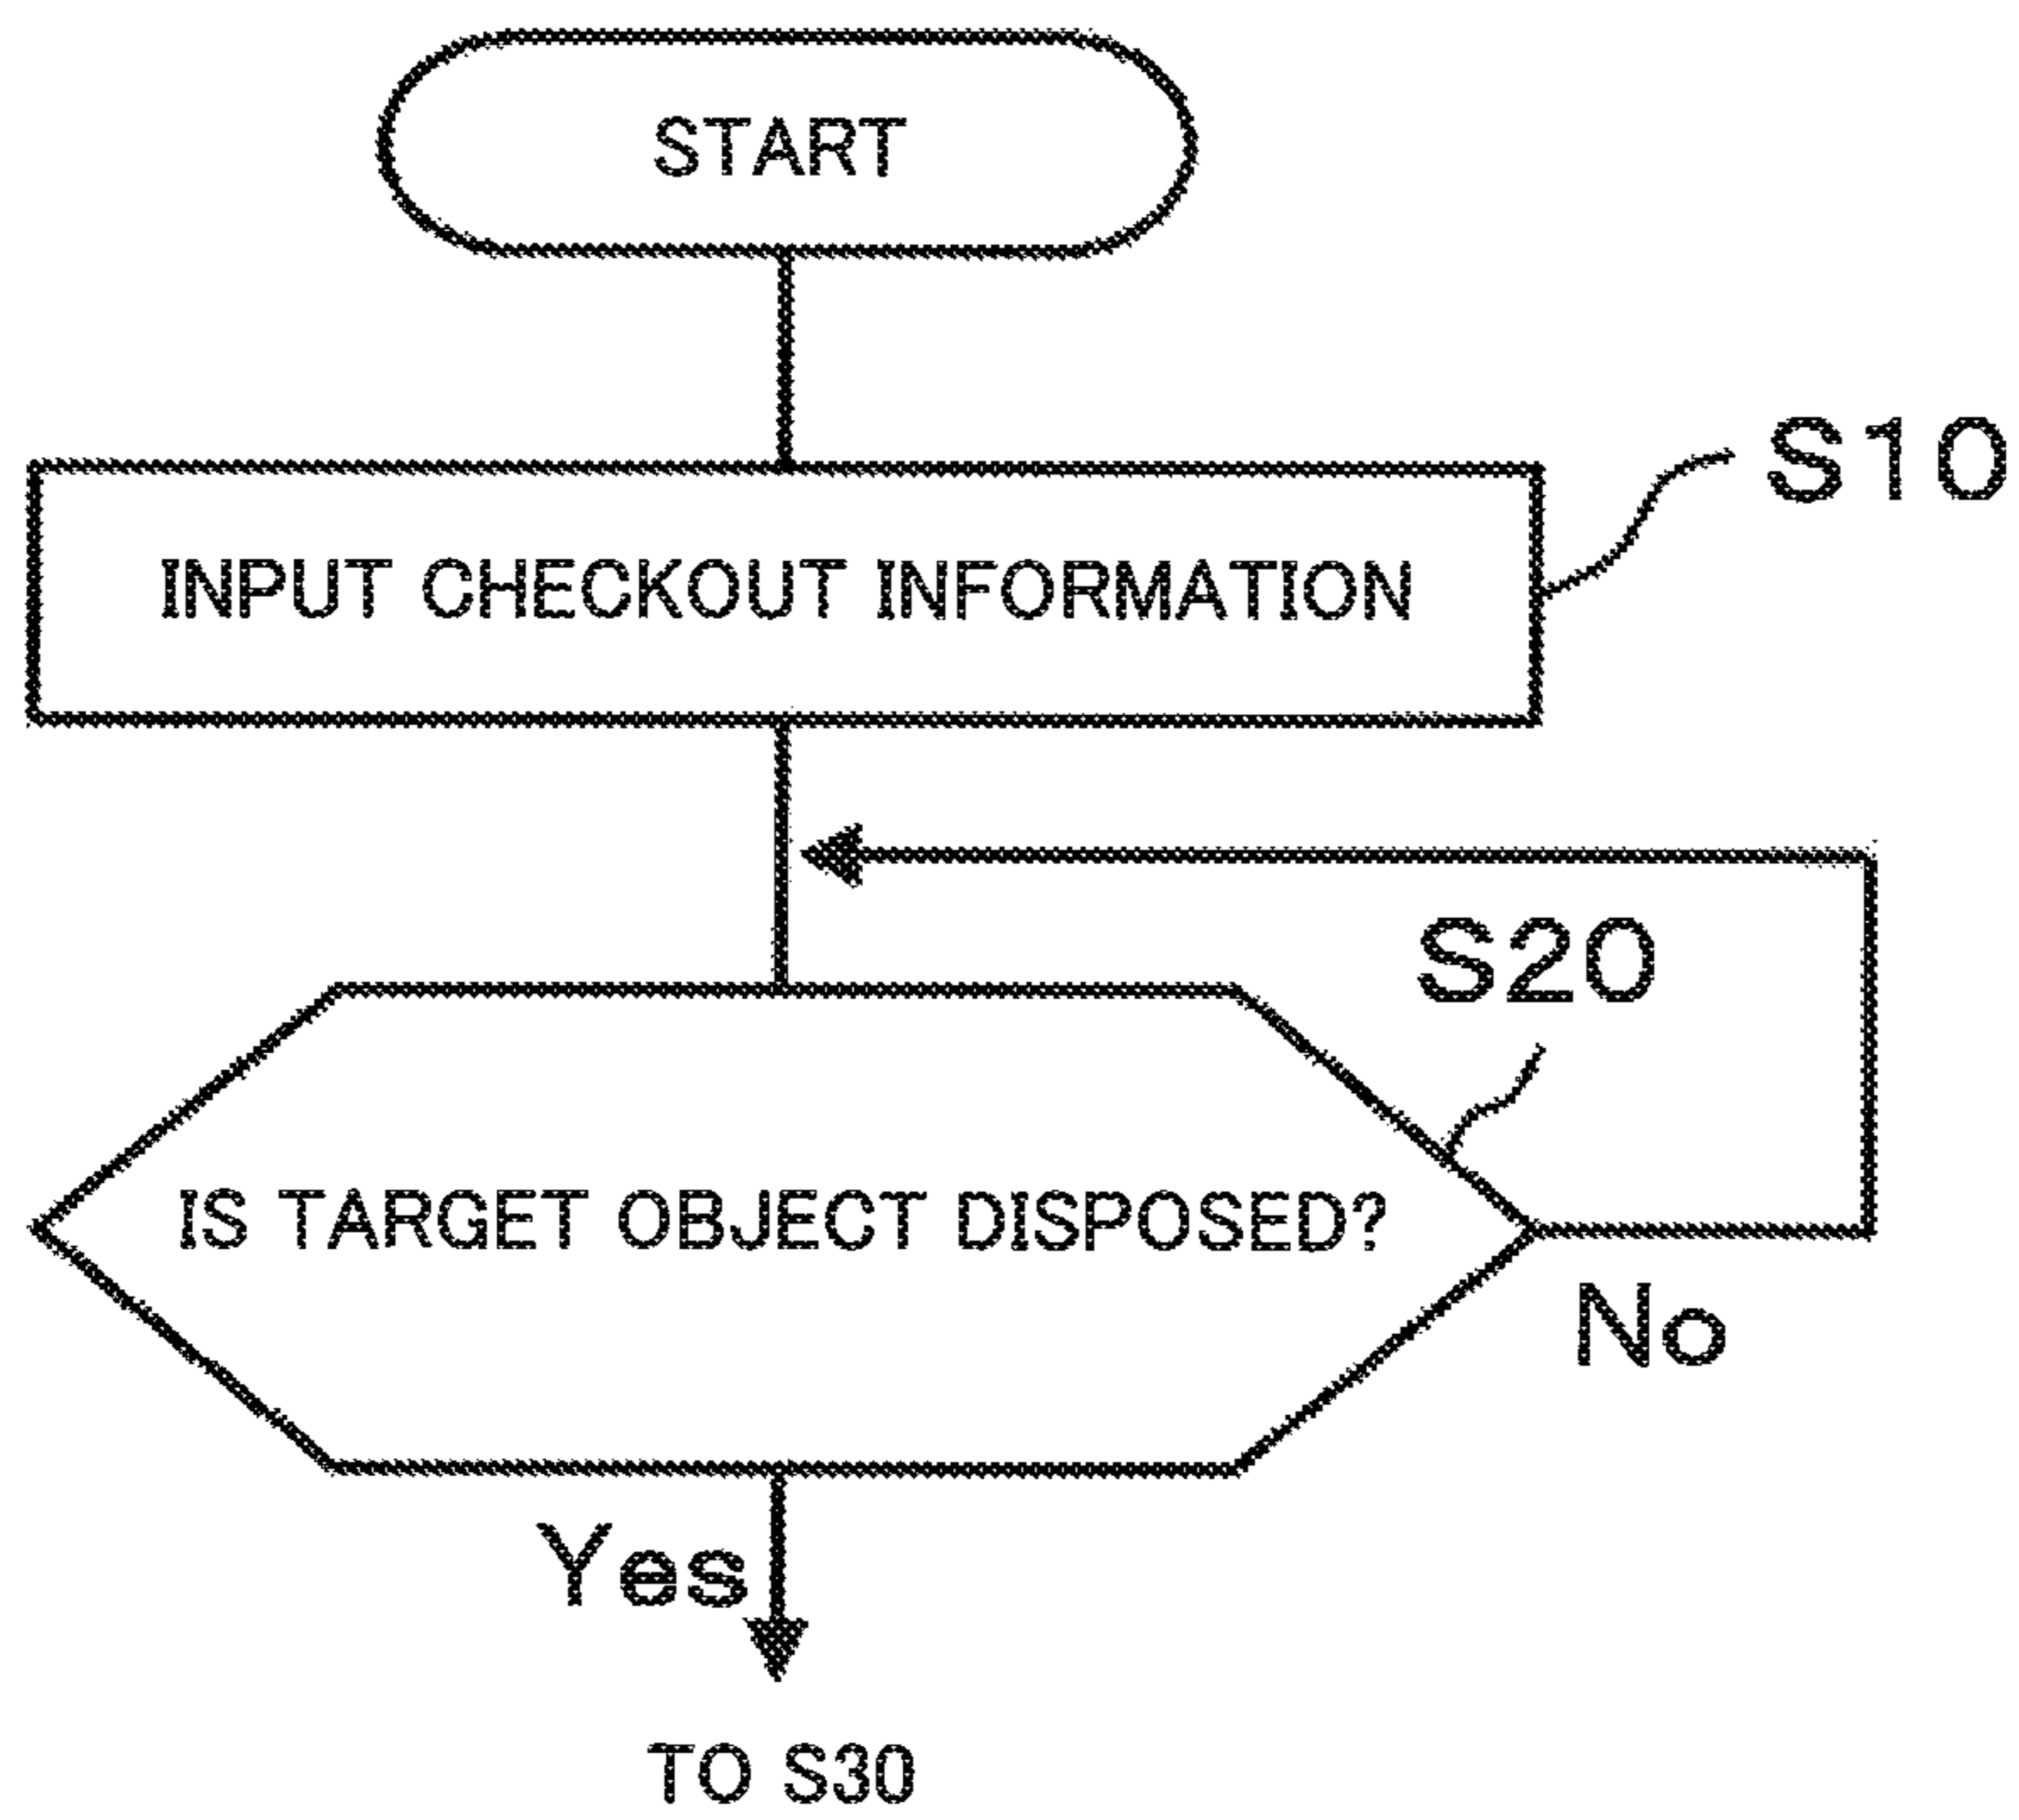 START
S10
INPUT CHECKOUT INFORMATION
S20
IS TARGET OBJECT DISPOSED?
No
Yes
TO S30